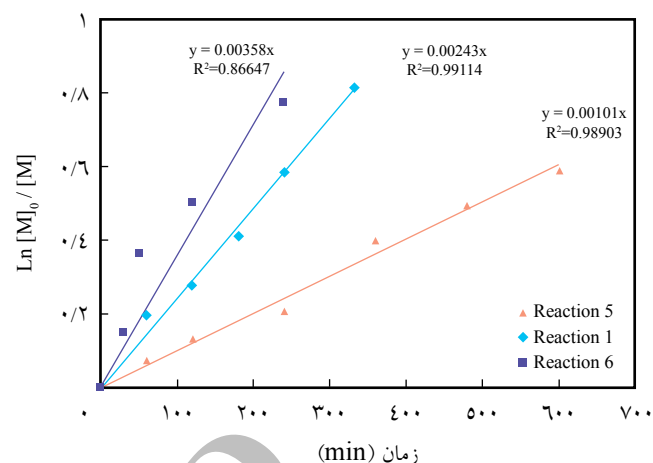 ۱
y = 0.00358x
R²=0.86647
y = 0.00243x
R²=0.99114
۰/۸
y = 0.00101x
R²=0.98903
۰/۶
Ln [M]₀ / [M]
۰/۴
۰/۲
Reaction 5
Reaction 1
Reaction 6
۰ ۱۰۰ ۲۰۰ ۳۰۰ ۴۰۰ ۵۰۰ ۶۰۰ ۷۰۰
زمان (min)